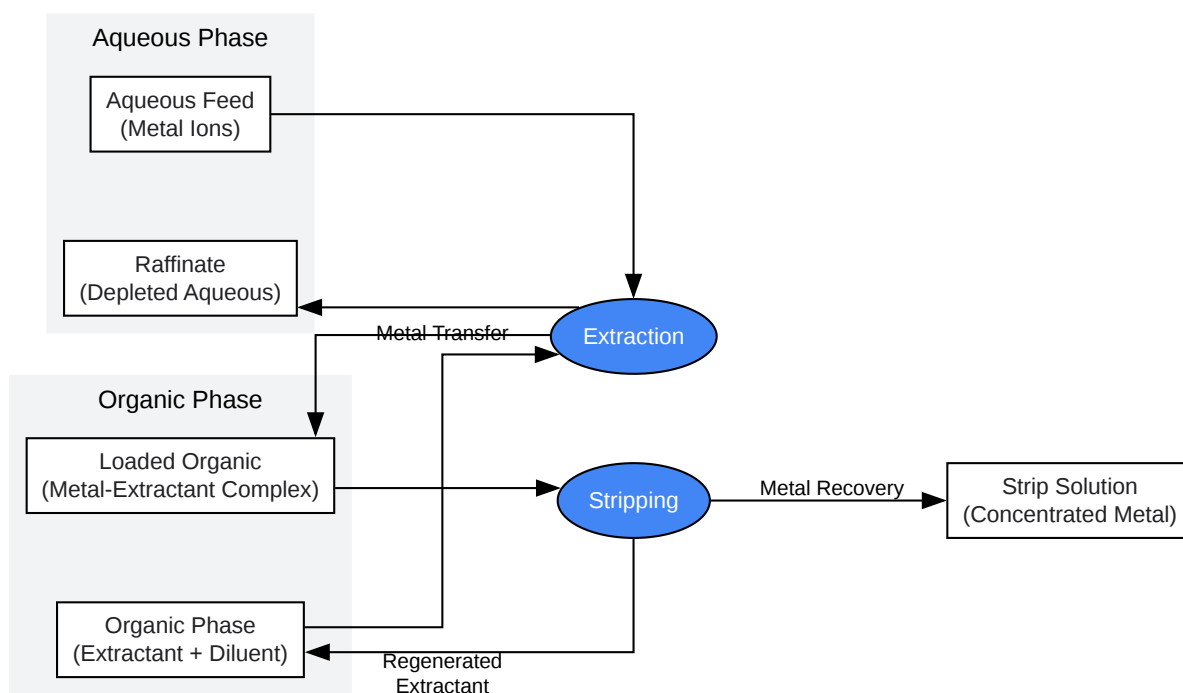 Aqueous Phase
Aqueous Feed
(Metal Ions)
Raffinate
(Depleted Aqueous)
Metal Transfer
Extraction
Organic Phase
Loaded Organic
(Metal-Extractant Complex)
Stripping
Metal Recovery
Strip Solution
(Concentrated Metal)
Organic Phase
(Extractant + Diluent)
Regenerated
Extractant